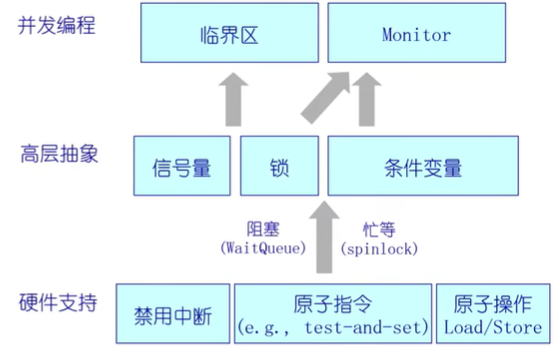 并发编程
临界区
Monitor
高层抽象
信号量
锁
条件变量
阻塞
(WaitQueue)
忙等
(spinlock)
硬件支持
禁用中断
原子指令
(e.g., test-and-set)
原子操作
Load/Store